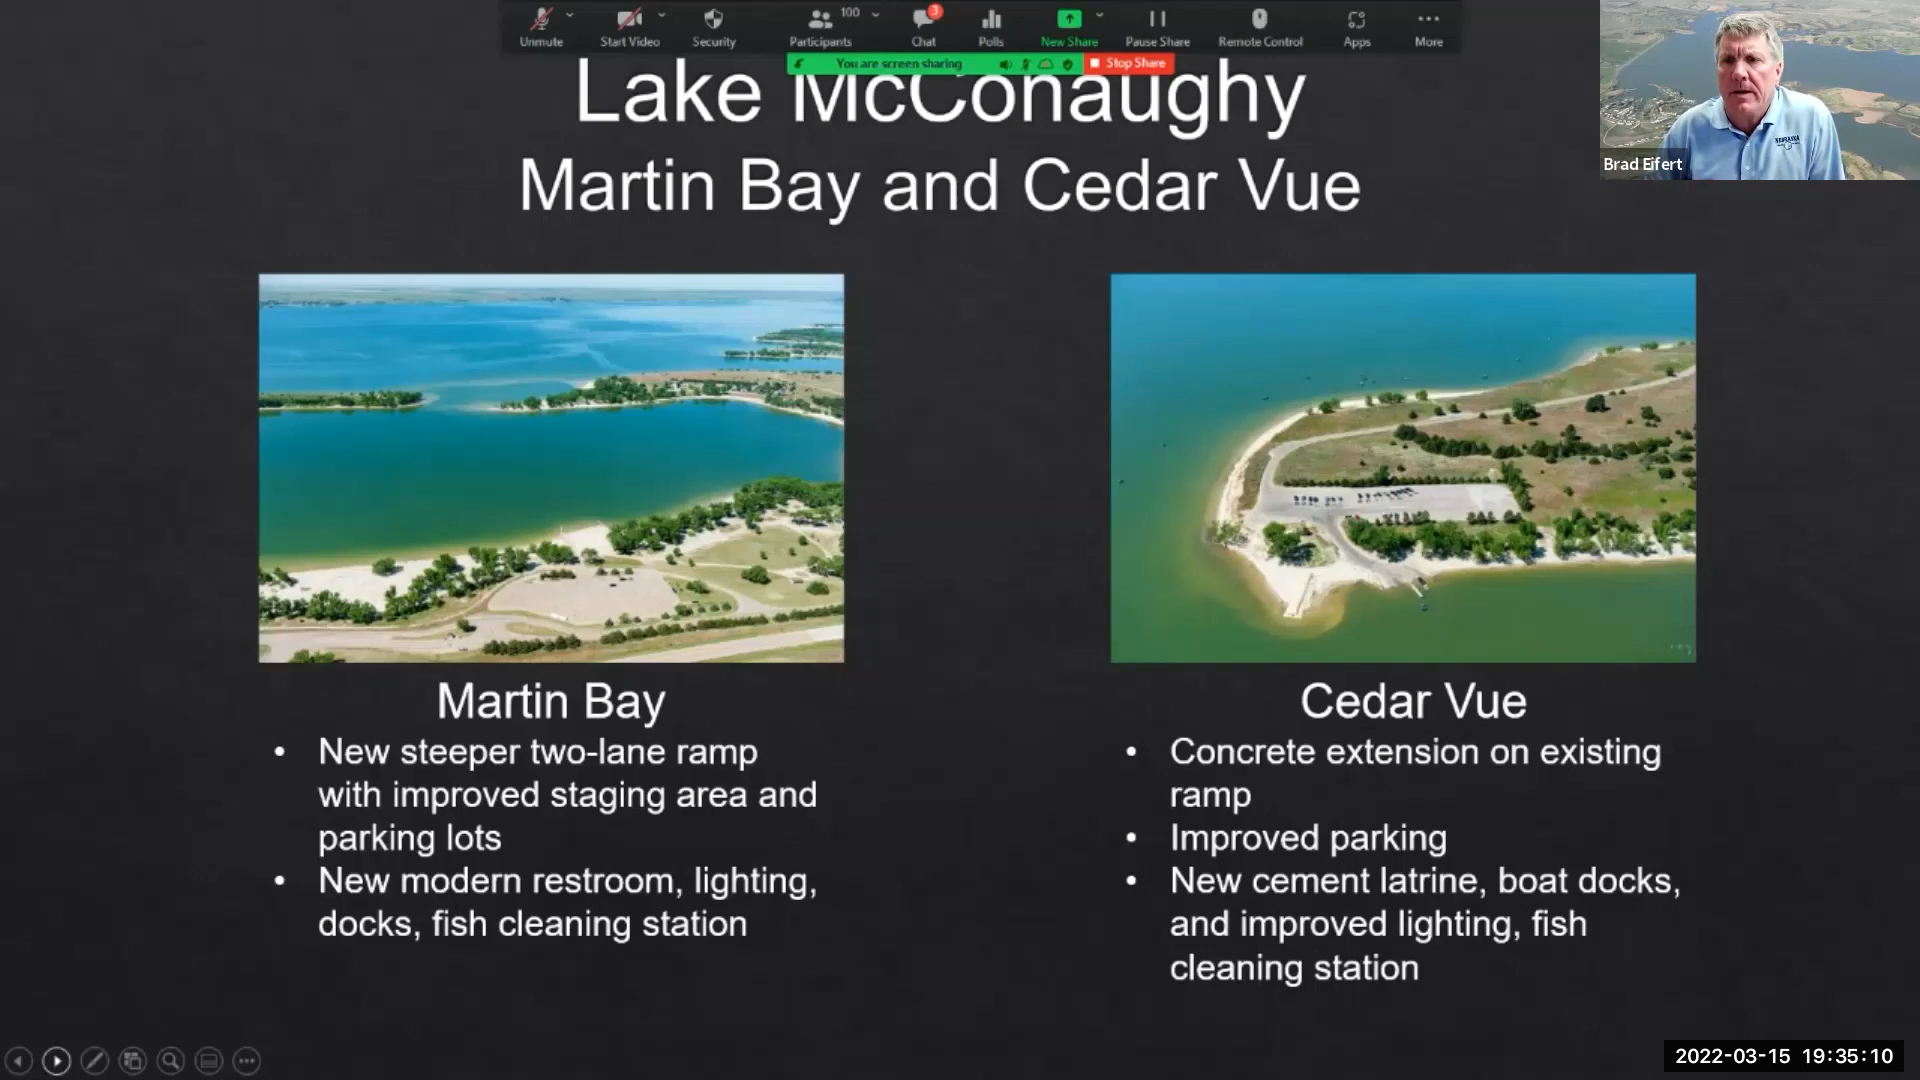 Unmute
Start Video
Security
Participants
100
Chat
3
Polls
New Share
Pause Share
Remote Control
Apps
More
You are screen sharing
Stop Share
Lake McConaughy
Martin Bay and Cedar Vue
NEBRASKA
Brad Eifert
Martin Bay
• New steeper two-lane ramp
with improved staging area and
parking lots
• New modern restroom, lighting,
docks, fish cleaning station
Cedar Vue
• Concrete extension on existing
ramp
• Improved parking
• New cement latrine, boat docks,
and improved lighting, fish
cleaning station
2022-03-15 19:35:10